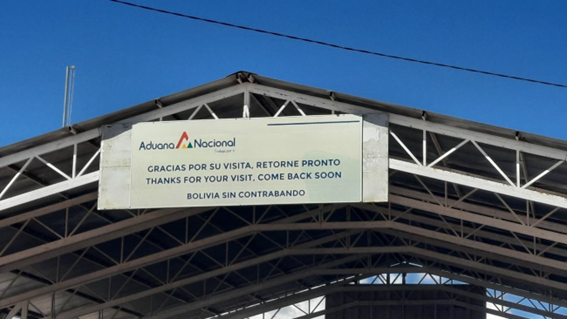 Aduana Nacional
GRACIAS POR SU VISITA, RETORNE PRONTO
THANKS FOR YOUR VISIT, COME BACK SOON
BOLIVIA SIN CONTRABANDO